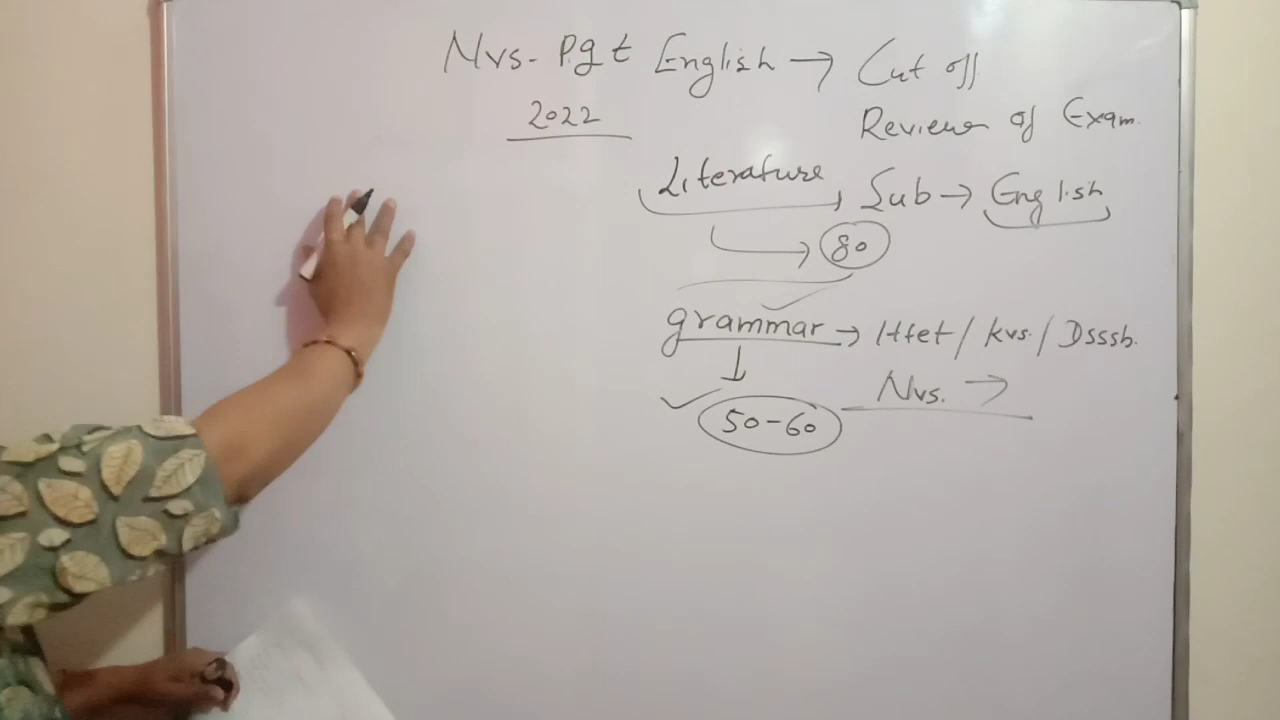 Nvs- Pgt English → Cut off
2022
Review of Exam.
Literature Sub → English
80
grammar → Htet / kvs. / Dsssb.
Nvs. →
50-60